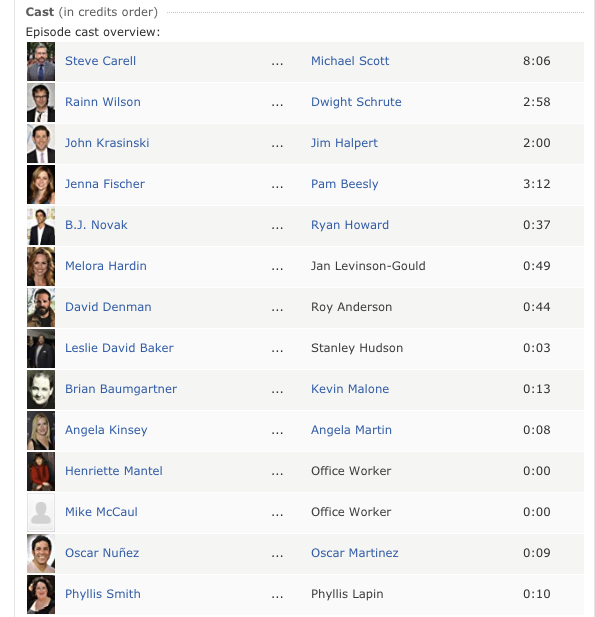 Cast (in credits order)
Episode cast overview:
Steve Carell ... Michael Scott 8:06
Rainn Wilson ... Dwight Schrute 2:58
John Krasinski ... Jim Halpert 2:00
Jenna Fischer ... Pam Beesly 3:12
B.J. Novak ... Ryan Howard 0:37
Melora Hardin ... Jan Levinson-Gould 0:49
David Denman ... Roy Anderson 0:44
Leslie David Baker ... Stanley Hudson 0:03
Brian Baumgartner ... Kevin Malone 0:13
Angela Kinsey ... Angela Martin 0:08
Henriette Mantel ... Office Worker 0:00
Mike McCaul ... Office Worker 0:00
Oscar Nuñez ... Oscar Martinez 0:09
Phyllis Smith ... Phyllis Lapin 0:10